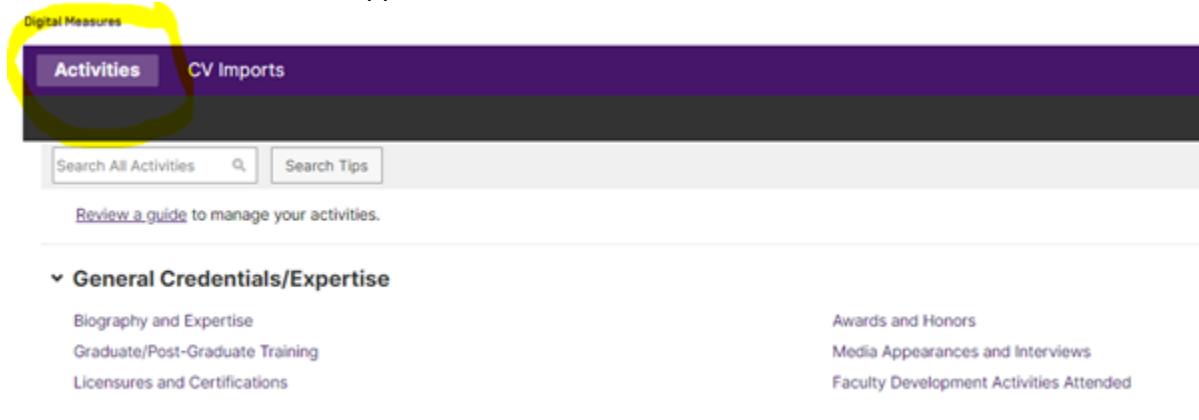 Digital Measures
Activities CV Imports
Search All Activities Search Tips
Review a guide to manage your activities.
General Credentials/Expertise
Biography and Expertise Awards and Honors
Graduate/Post-Graduate Training Media Appearances and Interviews
Licensures and Certifications Faculty Development Activities Attended